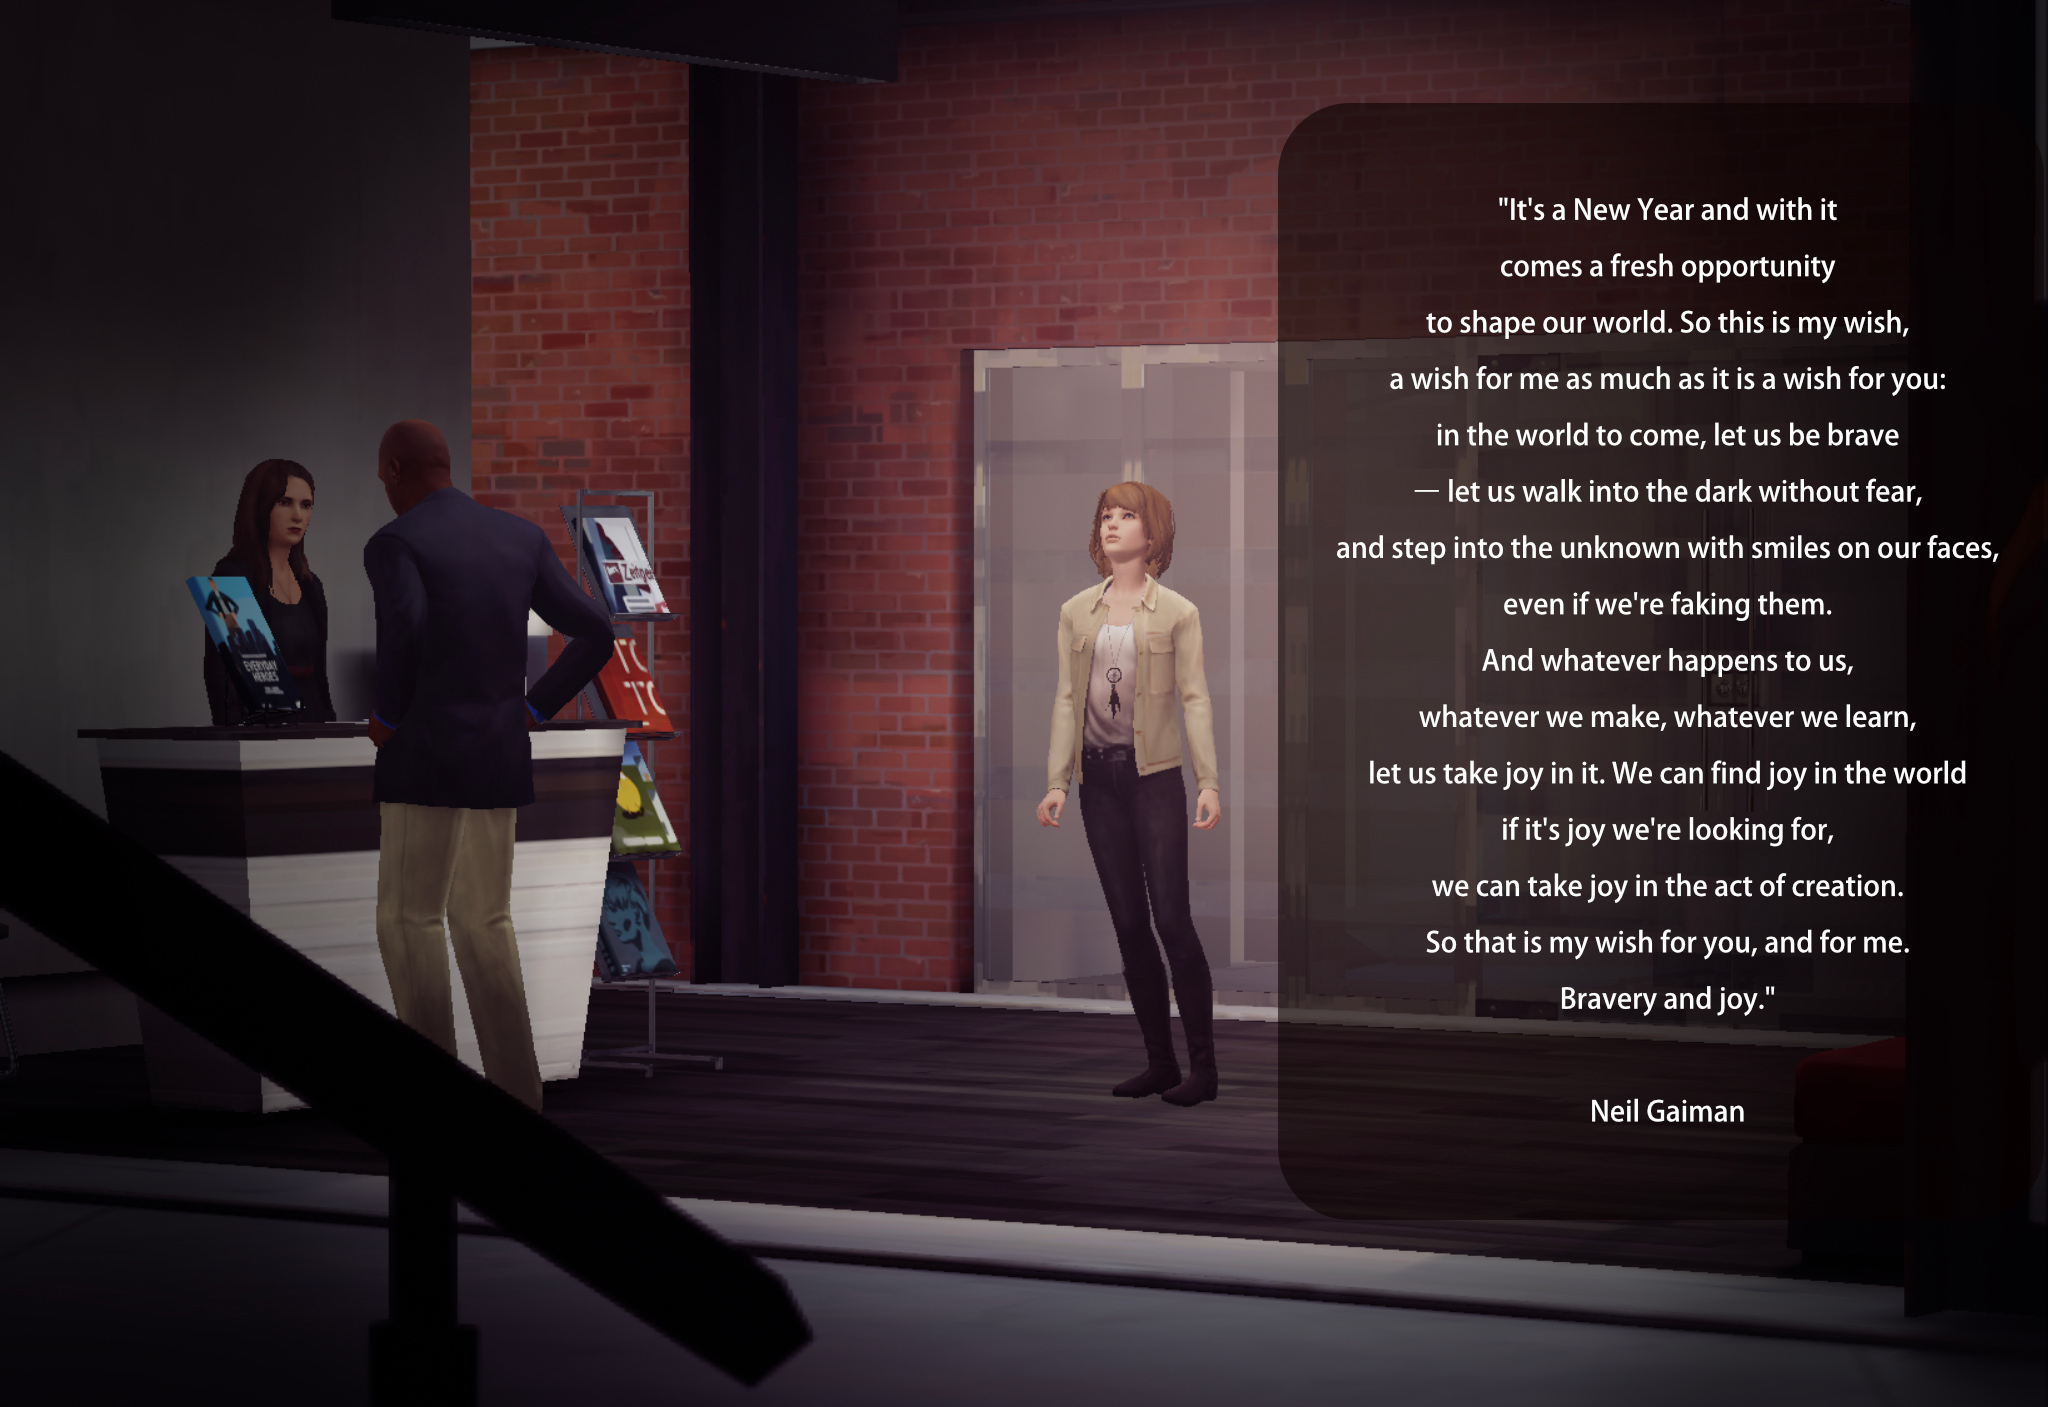 "It's a New Year and with it
comes a fresh opportunity
to shape our world. So this is my wish,
a wish for me as much as it is a wish for you:
in the world to come, let us be brave
— let us walk into the dark without fear,
and step into the unknown with smiles on our faces,
even if we're faking them.
And whatever happens to us,
whatever we make, whatever we learn,
let us take joy in it. We can find joy in the world
if it's joy we're looking for,
we can take joy in the act of creation.
So that is my wish for you, and for me.
Bravery and joy."
Neil Gaiman
EVERYDAY
HEROES